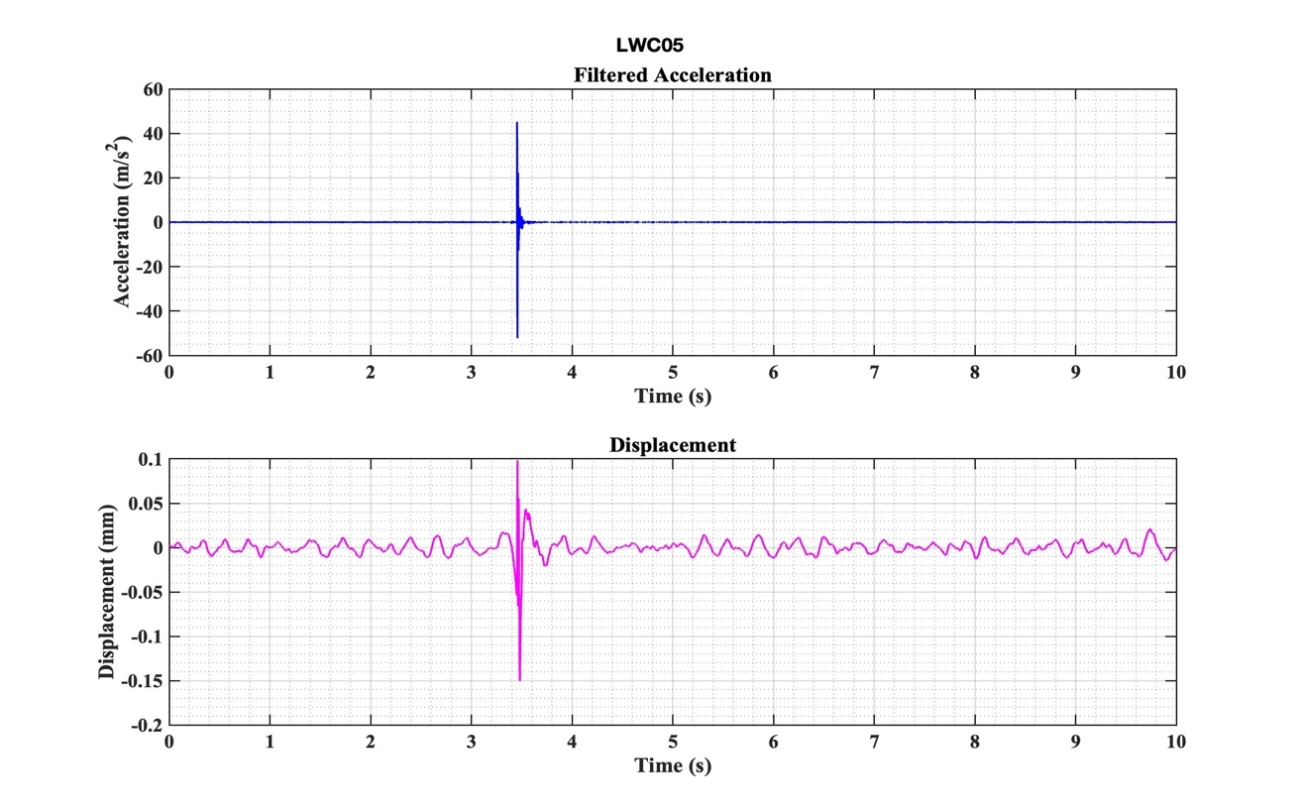 LWC05
Filtered Acceleration
60
40
20
0
-20
-40
-60
Acceleration (m/s²)
0 1 2 3 4 5 6 7 8 9 10
Time (s)
Displacement
0.1
0.05
0
-0.05
-0.1
-0.15
-0.2
Displacement (mm)
0 1 2 3 4 5 6 7 8 9 10
Time (s)